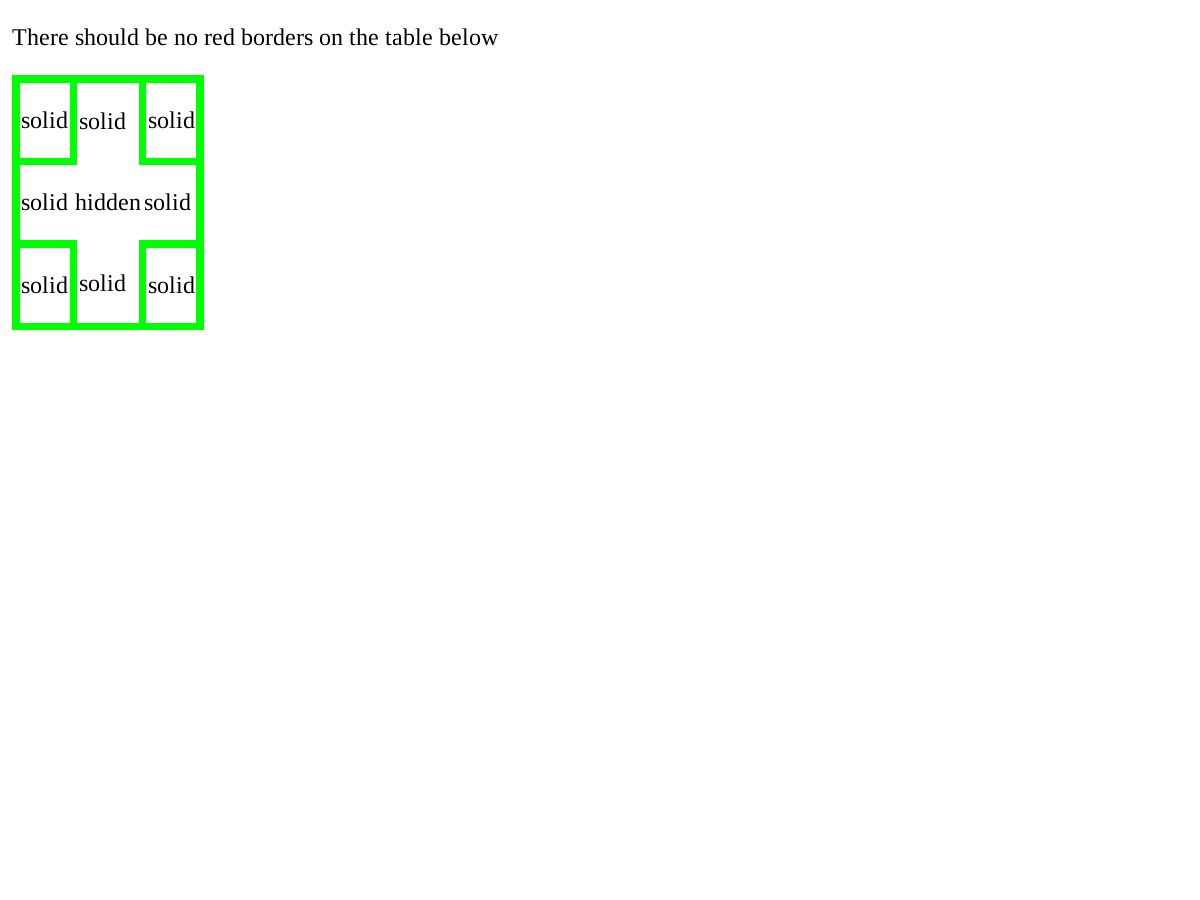 There should be no red borders on the table below
solid solid solid
solid hidden solid
solid solid solid